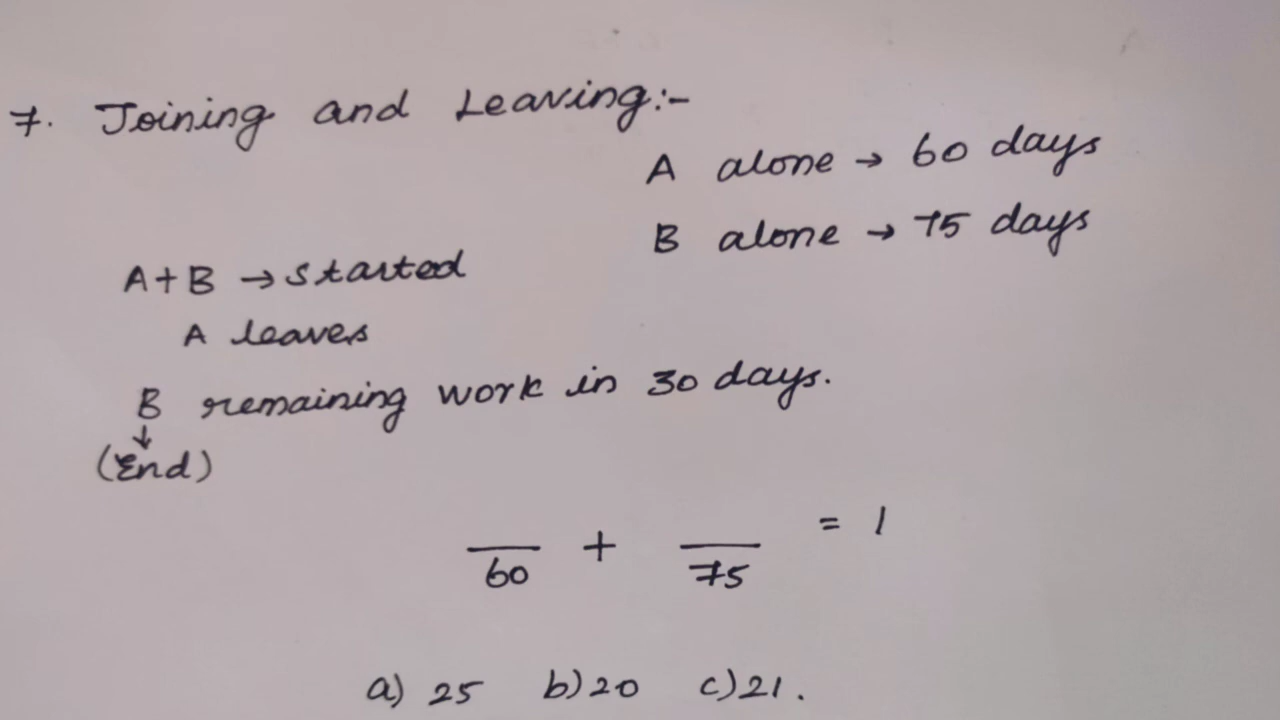 7. Joining and Leaving:-
A alone → 60 days
B alone → 75 days
A+B → started
A leaves
B remaining work in 30 days.
↓
(End)
— + — = 1
60 75
a) 25 b) 20 c) 21.